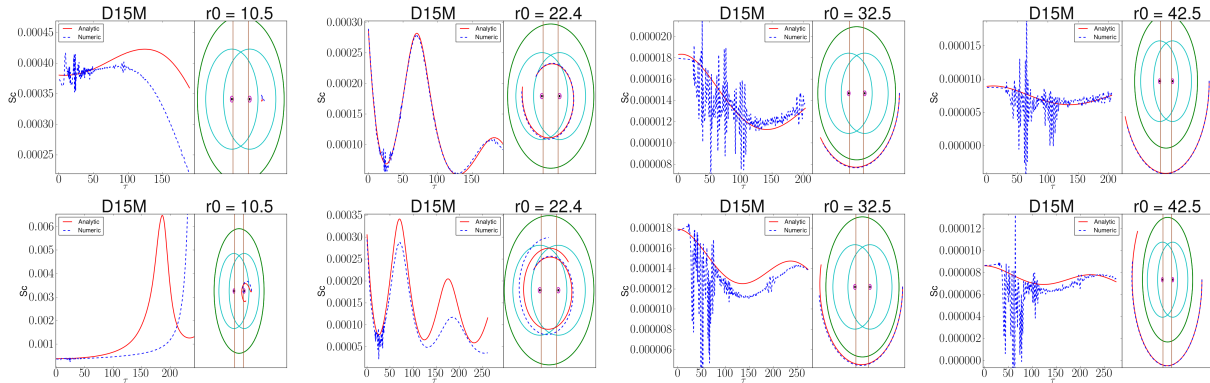 D15M r0 = 10.5 D15M r0 = 22.4 D15M r0 = 32.5 D15M r0 = 42.5
Analytic
Numeric
Sc
0.00045
0.00040
0.00035
0.00030
0.00025
0 50 100 150
τ
Analytic
Numeric
Sc
0.00030
0.00025
0.00020
0.00015
0.00010
0 50 100 150
τ
Analytic
Numeric
Sc
0.000020
0.000018
0.000016
0.000014
0.000012
0.000010
0.000008
0 50 100 150 200
τ
Analytic
Numeric
Sc
0.000015
0.000010
0.000005
0.000000
0 50 100 150 200
τ
D15M r0 = 10.5 D15M r0 = 22.4 D15M r0 = 32.5 D15M r0 = 42.5
Analytic
Numeric
Sc
0.006
0.005
0.004
0.003
0.002
0.001
0 50 100 150 200
τ
Analytic
Numeric
Sc
0.00035
0.00030
0.00025
0.00020
0.00015
0.00010
0.00005
0 50 100 150 200 250
τ
Analytic
Numeric
Sc
0.000018
0.000016
0.000014
0.000012
0.000010
0.000008
0.000006
0 50 100 150 200 250
τ
Analytic
Numeric
Sc
0.000012
0.000010
0.000008
0.000006
0.000004
0.000002
0.000000
0 50 100 150 200 250
τ